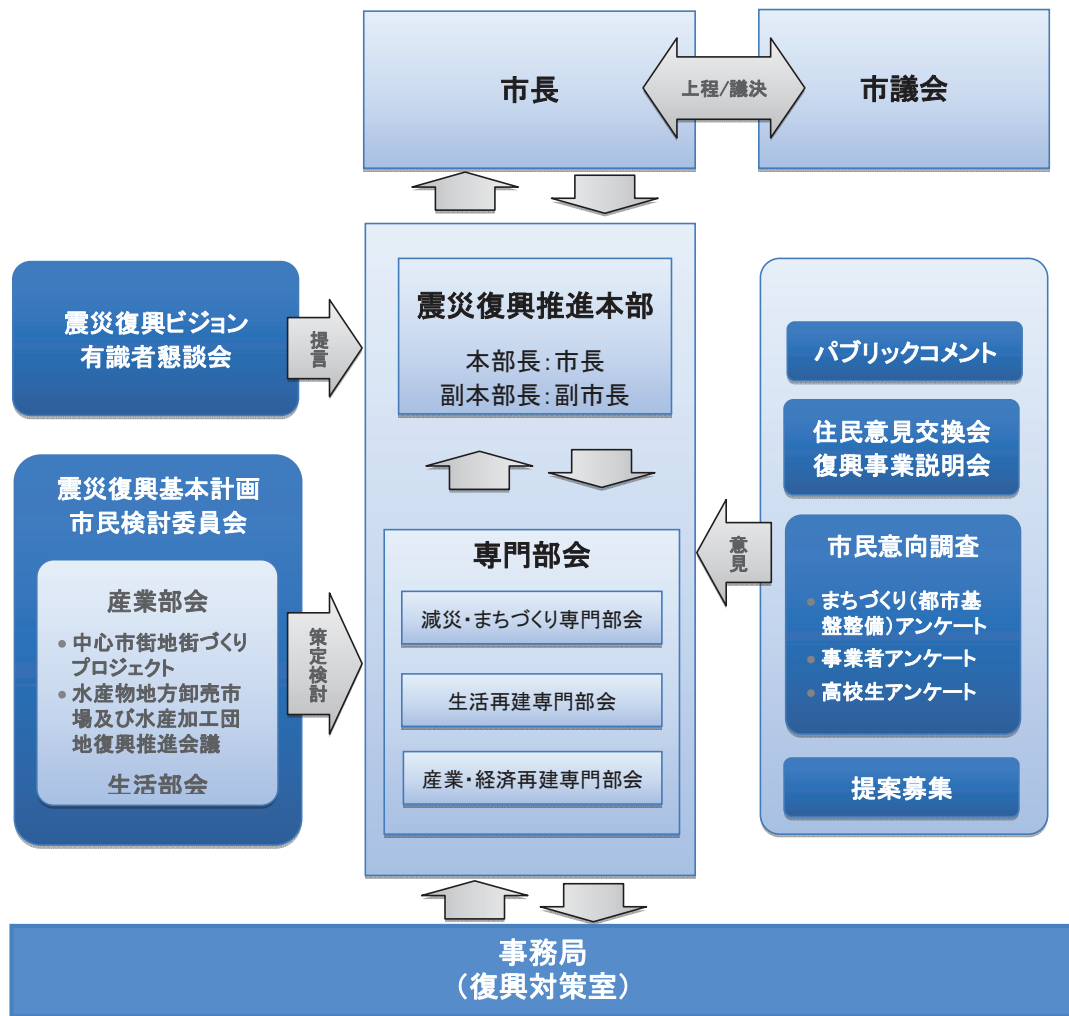 市長
上程/議決
市議会
震災復興ビジョン
有識者懇談会
提言
震災復興推進本部
本部長：市長
副本部長：副市長
震災復興基本計画
市民検討委員会
産業部会
• 中心市街地街づくり
プロジェクト
• 水産物地方卸売市
場及び水産加工団
地復興推進会議
生活部会
策定検討
専門部会
減災・まちづくり専門部会
生活再建専門部会
産業・経済再建専門部会
意見
パブリックコメント
住民意見交換会
復興事業説明会
市民意向調査
• まちづくり（都市基
盤整備）アンケート
• 事業者アンケート
• 高校生アンケート
提案募集
事務局
（復興対策室）